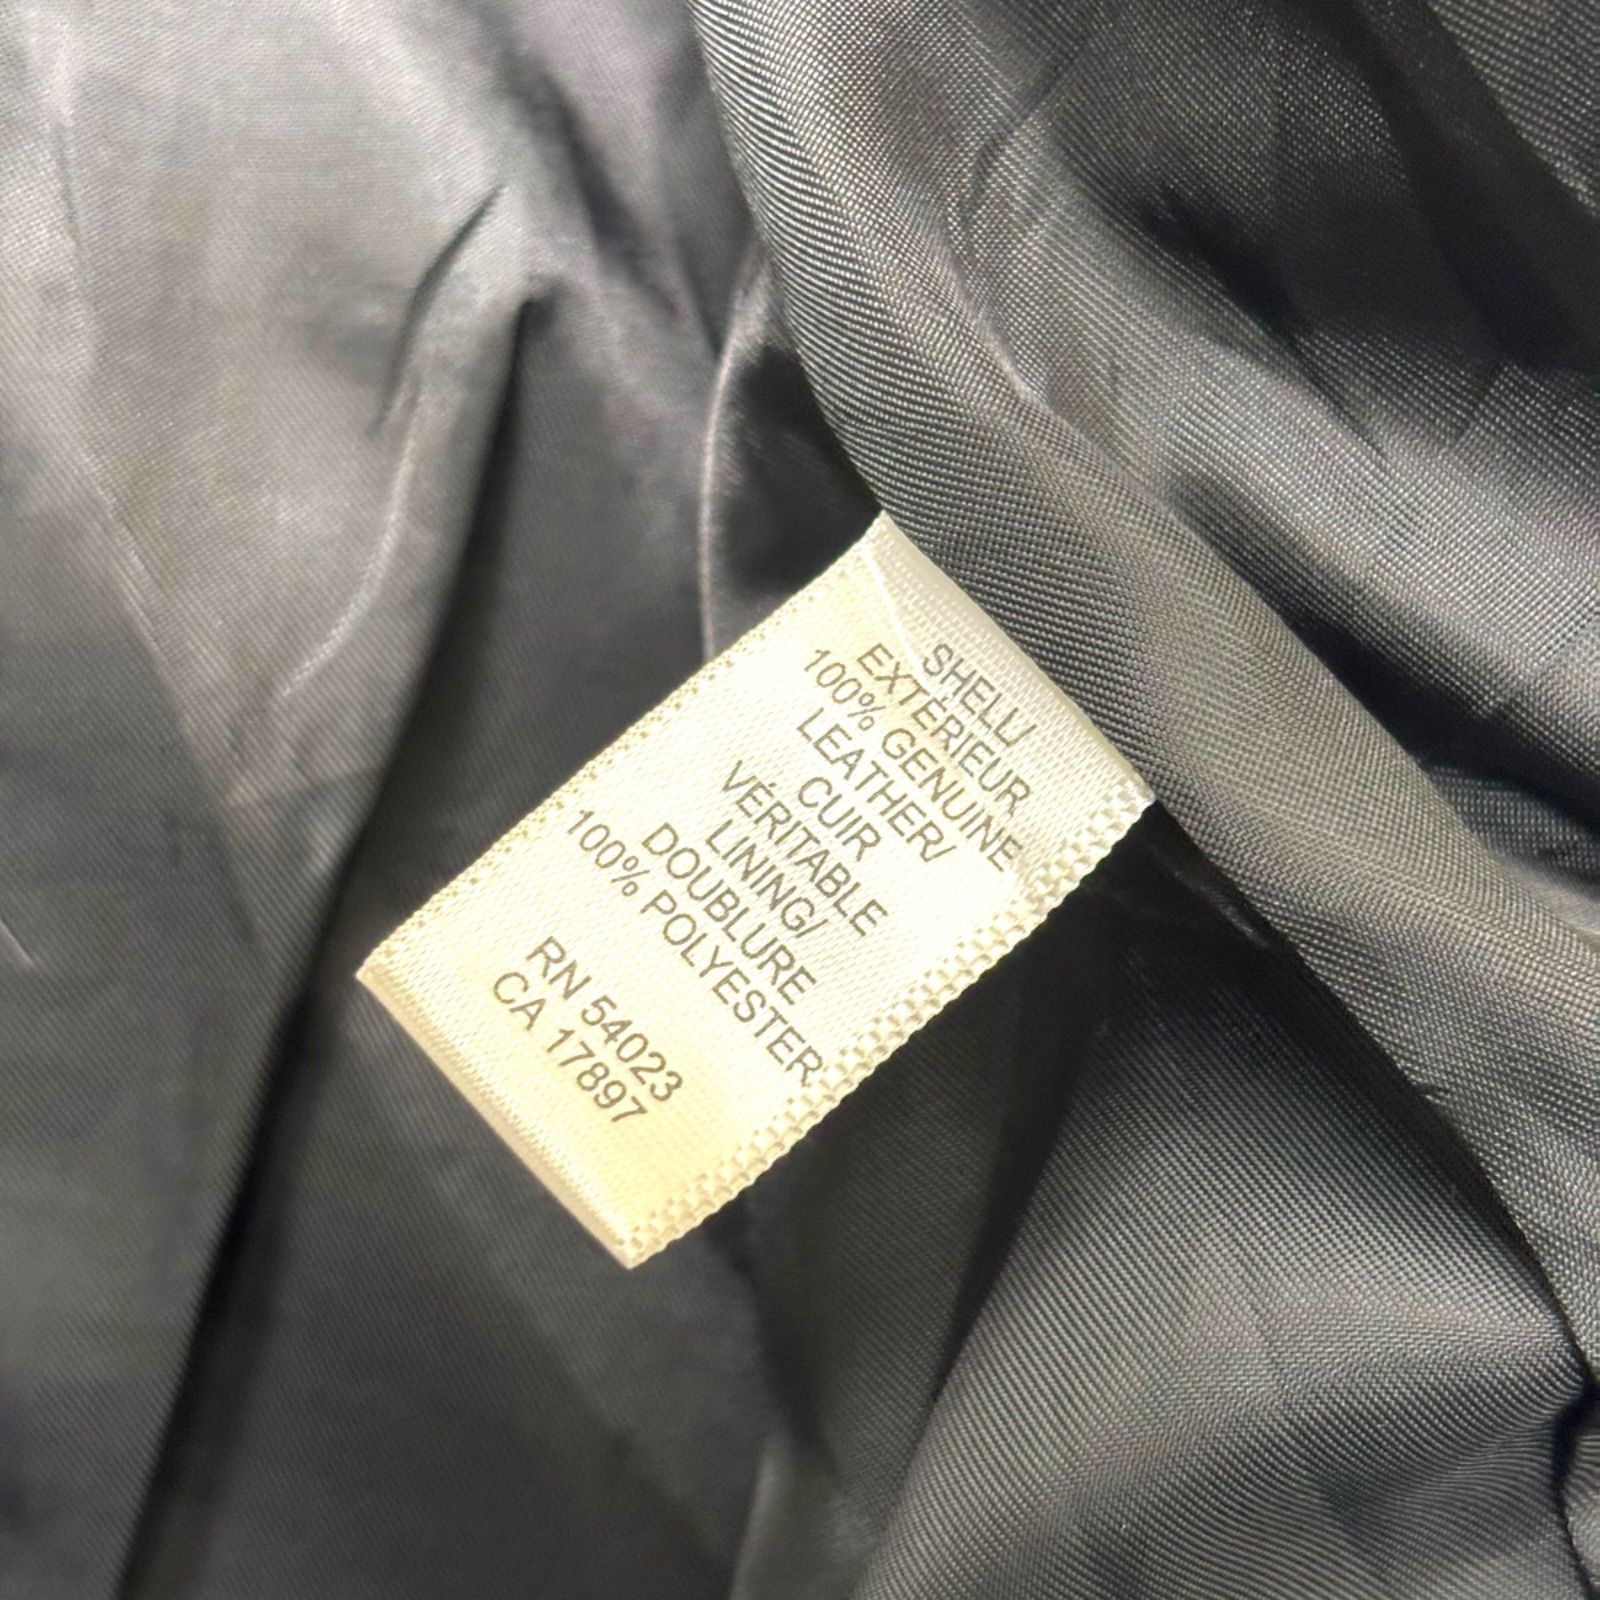 SHELL/
EXTÉRIEUR
100% GENUINE
LEATHER/
CUIR
VÉRITABLE
LINING/
DOUBLURE
100% POLYESTER
RN 54023
CA 17897